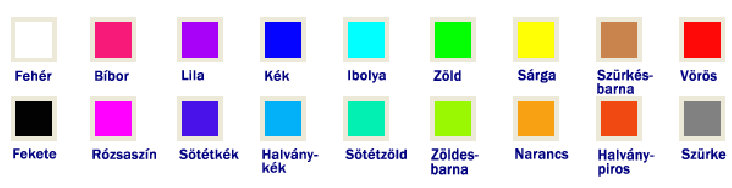 Fehér Bíbor Lila Kék Ibolya Zöld Sárga Szürkés-barna Vörös
Fekete Rózsaszín Sötétkék Halvány-kék Sötétzöld Zöldes-barna Narancs Halvány-piros Szürke